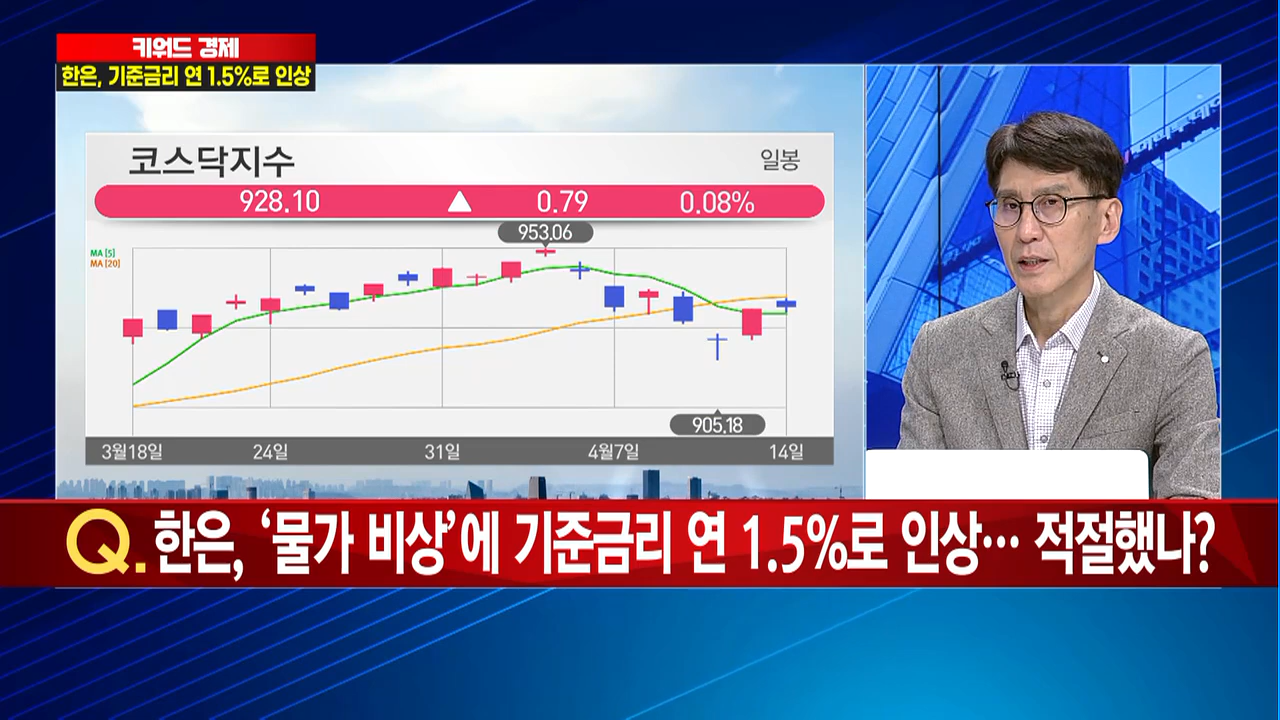 키워드 경제
한은, 기준금리 연 1.5%로 인상
코스닥지수
일봉
928.10 ▲ 0.79 0.08%
953.06
MA [5]
MA [20]
905.18
3월18일 24일 31일 4월7일 14일
Q. 한은, ‘물가 비상’에 기준금리 연 1.5%로 인상… 적절했나?